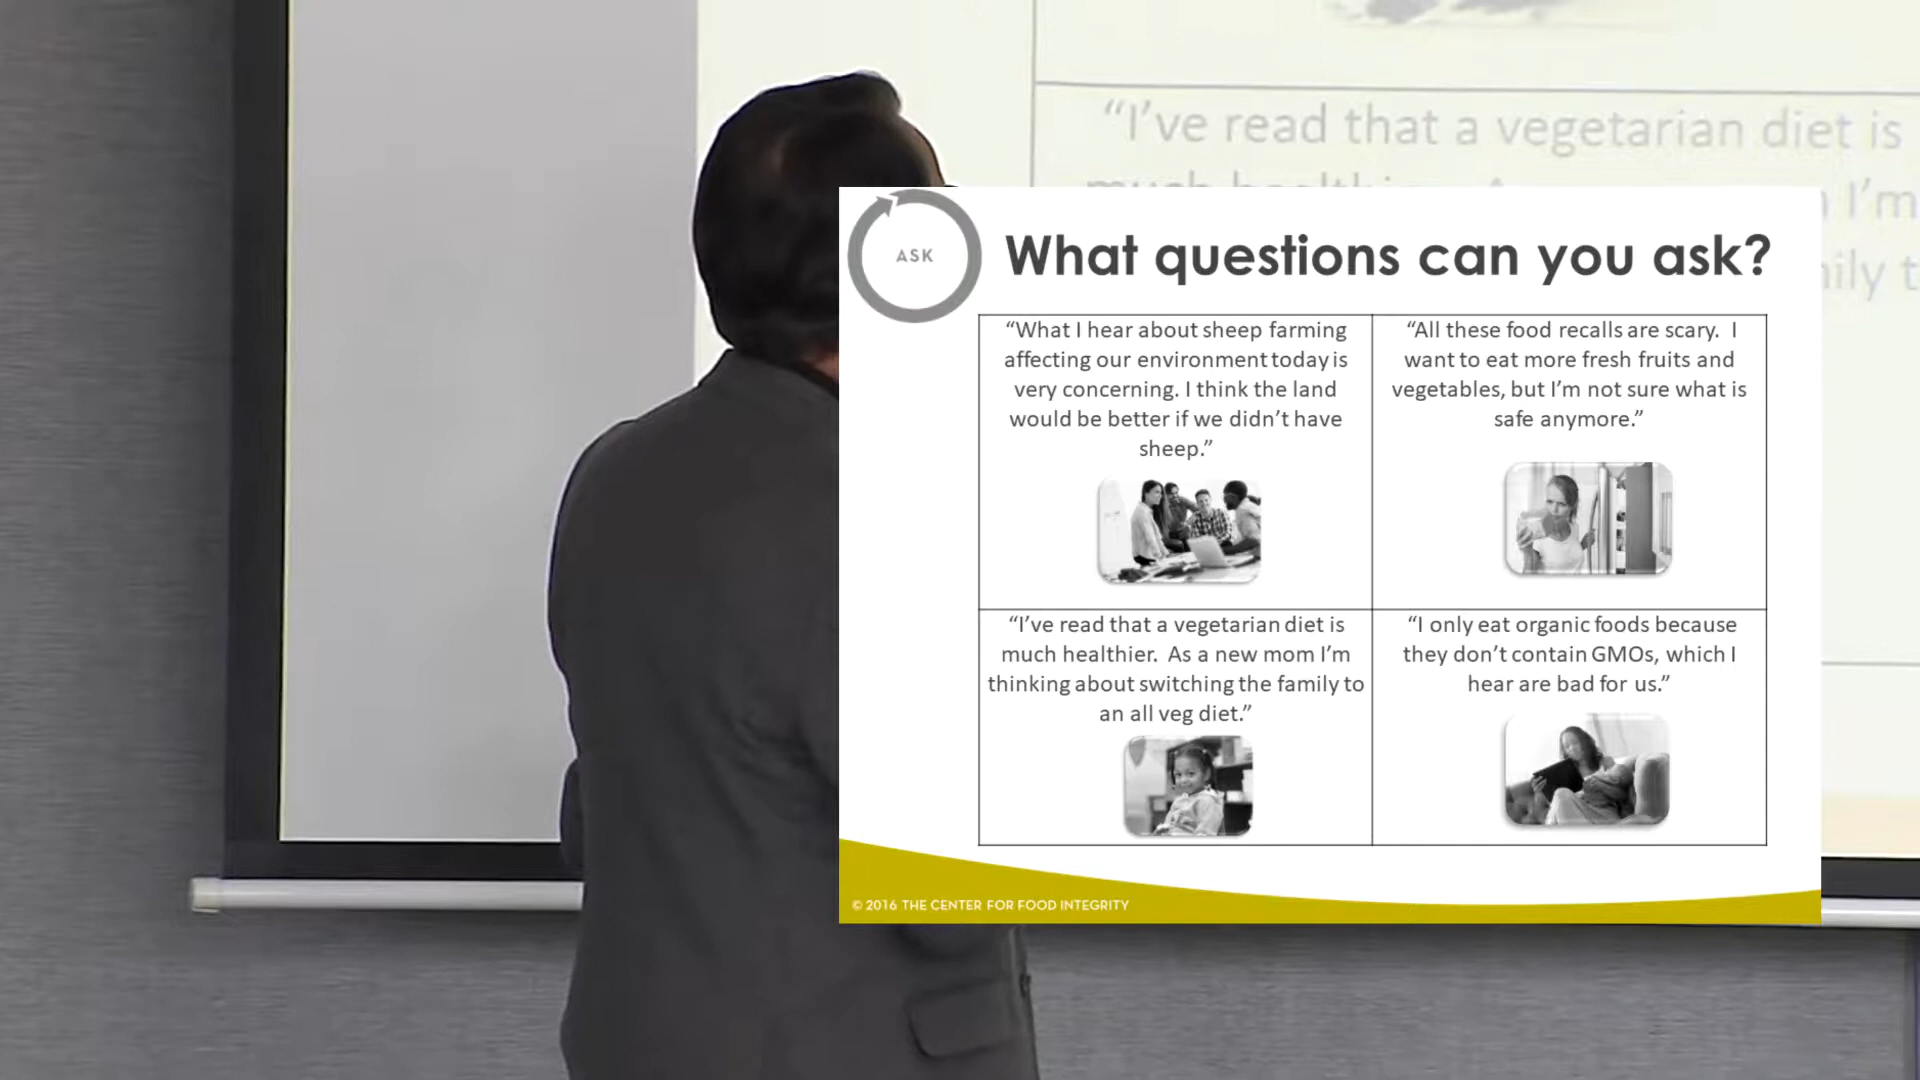 "I've read that a vegetarian diet is
I'm
ASK
What questions can you ask?
"What I hear about sheep farming
affecting our environment today is
very concerning. I think the land
would be better if we didn't have
sheep."
"All these food recalls are scary.  I
want to eat more fresh fruits and
vegetables, but I'm not sure what is
safe anymore."
"I've read that a vegetarian diet is
much healthier.  As a new mom I'm
thinking about switching the family to
an all veg diet."
"I only eat organic foods because
they don't contain GMOs, which I
hear are bad for us."
© 2016 THE CENTER FOR FOOD INTEGRITY